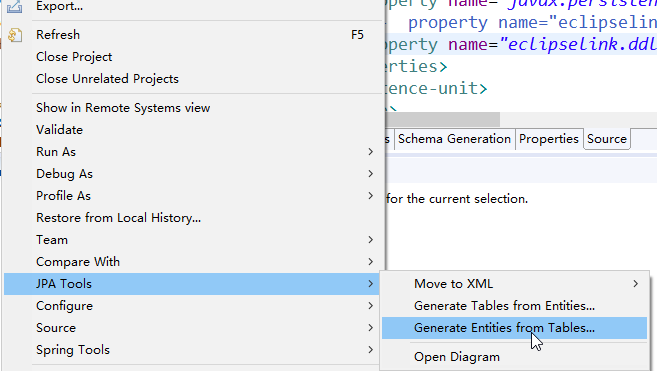 Export...
Refresh F5
Close Project
Close Unrelated Projects
Show in Remote Systems view
Validate
Run As
Debug As
Profile As
Restore from Local History...
Team
Compare With
JPA Tools
Configure
Source
Spring Tools
Move to XML
Generate Tables from Entities...
Generate Entities from Tables...
Open Diagram
property name="eclipselin
operty name="eclipselink.ddl
erties>
tence-unit>
Schema Generation Properties Source
for the current selection.